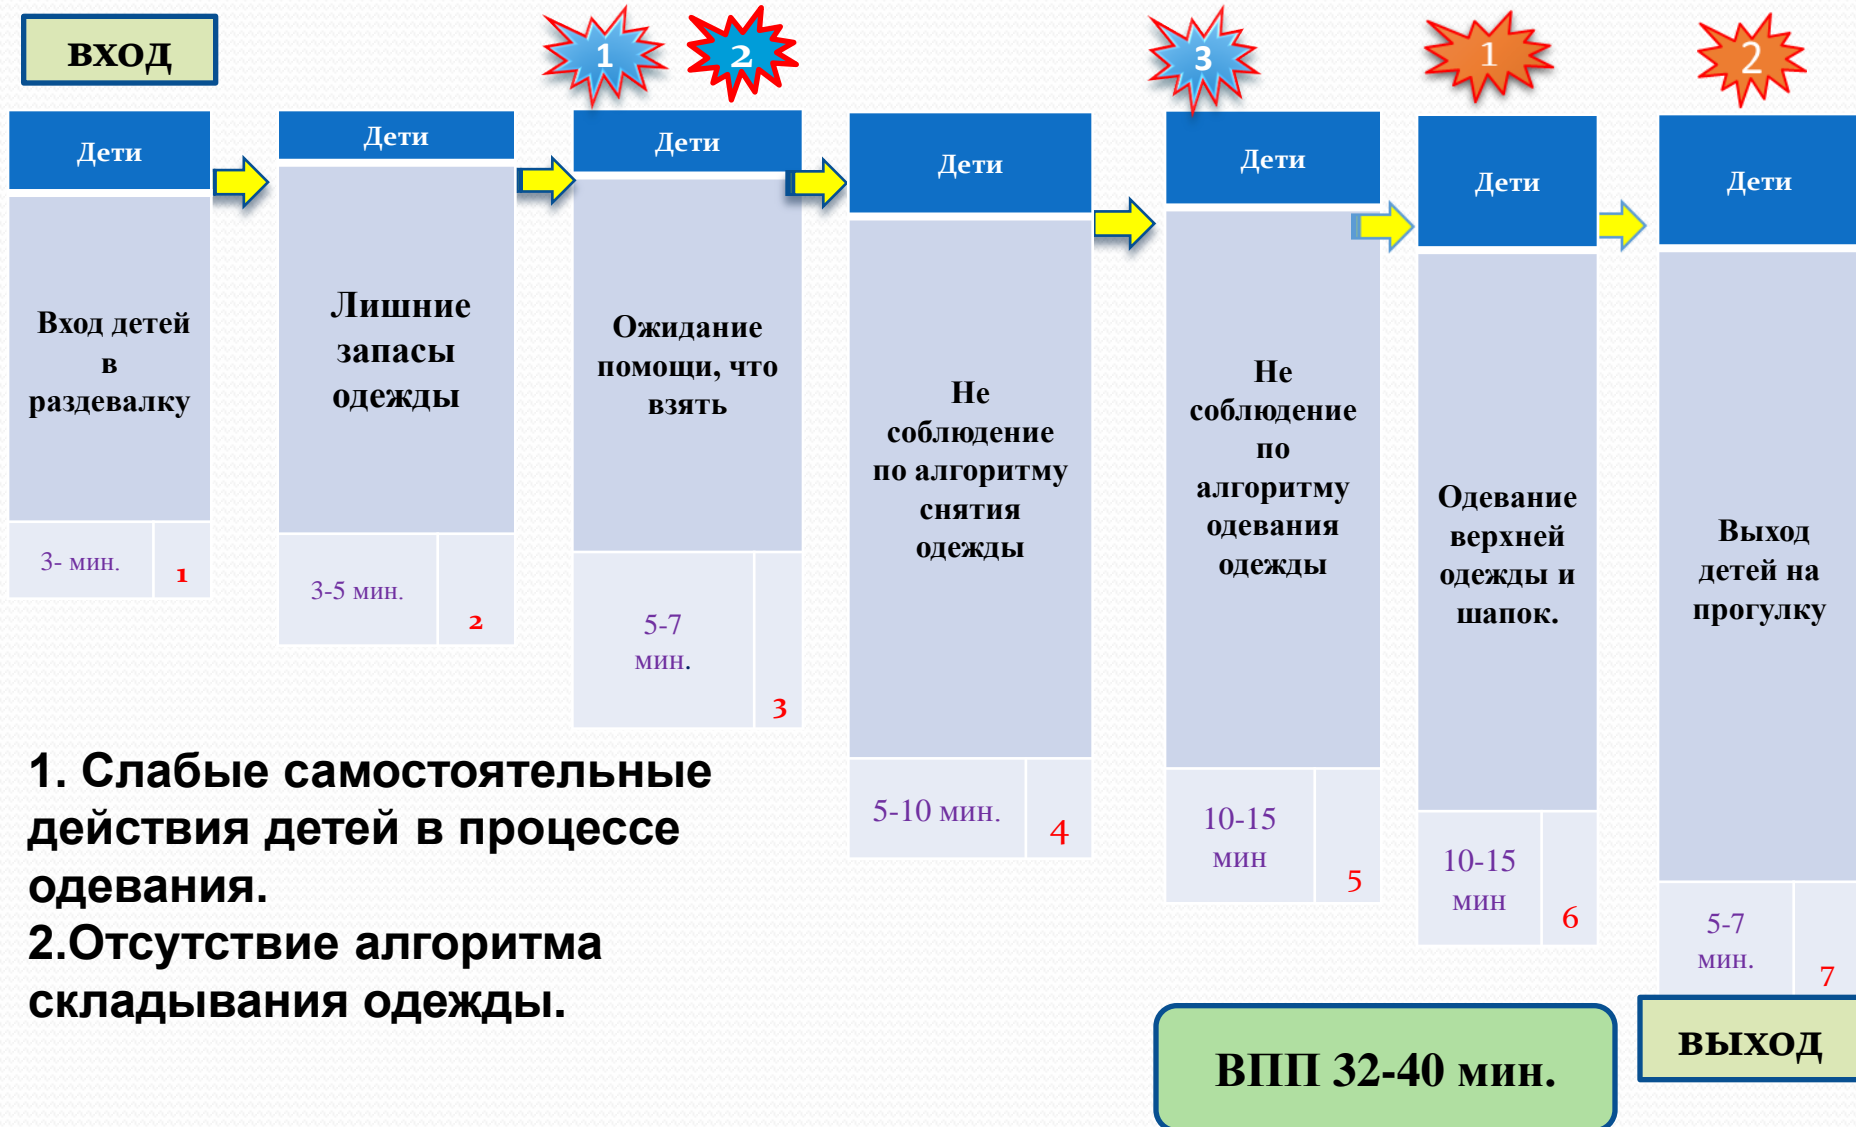 вход
1
2
3
1
2
Дети
Вход детей
в
раздевалку
3- мин.
1
Дети
Лишние
запасы
одежды
3-5 мин.
2
Дети
Ожидание
помощи, что
взять
5-7
мин.
3
Дети
Не
соблюдение
по алгоритму
снятия
одежды
5-10 мин.
4
Дети
Не
соблюдение
по
алгоритму
одевания
одежды
10-15
мин
5
Дети
Одевание
верхней
одежды и
шапок.
10-15
мин
6
Дети
Выход
детей на
прогулку
5-7
мин.
7
1. Слабые самостоятельные
действия детей в процессе
одевания.
2.Отсутствие алгоритма
складывания одежды.
ВПП 32-40 мин.
выход